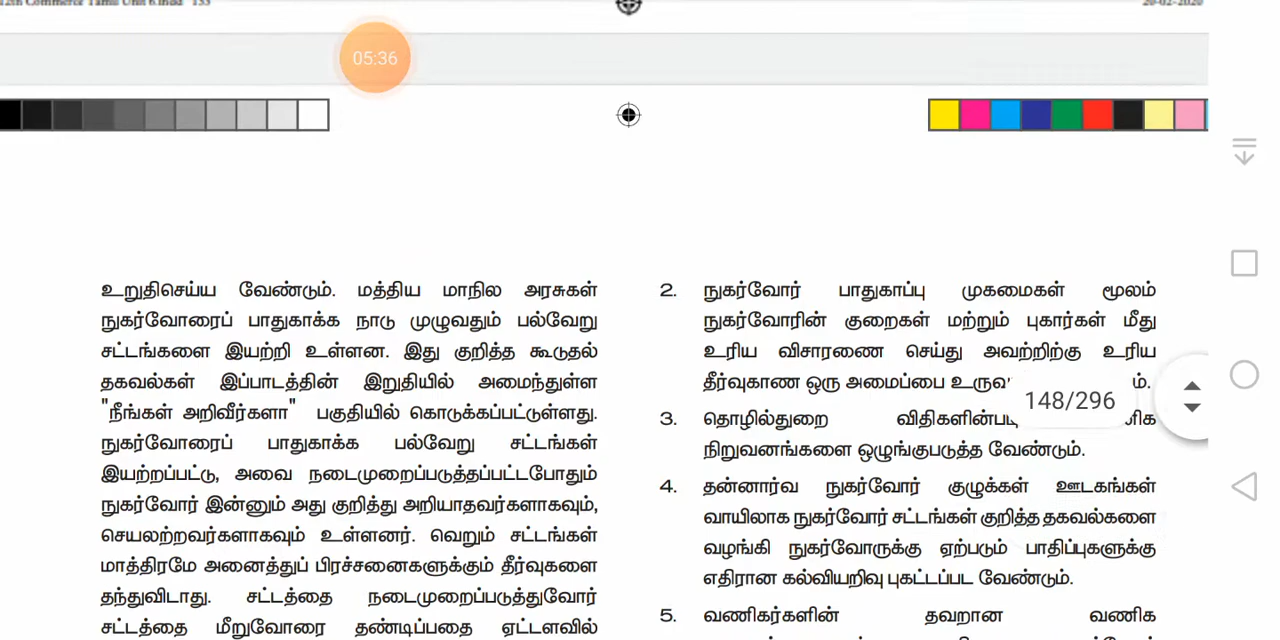 12th Commerce Tamil Unit 6.indd 133
20-02-2020
05:36
உறுதிசெய்ய வேண்டும். மத்திய மாநில அரசுகள்
நுகர்வோரைப் பாதுகாக்க நாடு முழுவதும் பல்வேறு
சட்டங்களை இயற்றி உள்ளன. இது குறித்த கூடுதல்
தகவல்கள் இப்பாடத்தின் இறுதியில் அமைந்துள்ள
"நீங்கள் அறிவீர்களா" பகுதியில் கொடுக்கப்பட்டுள்ளது.
நுகர்வோரைப் பாதுகாக்க பல்வேறு சட்டங்கள்
இயற்றப்பட்டு, அவை நடைமுறைப்படுத்தப்பட்டபோதும்
நுகர்வோர் இன்னும் அது குறித்து அறியாதவர்களாகவும்,
செயலற்றவர்களாகவும் உள்ளனர். வெறும் சட்டங்கள்
மாத்திரமே அனைத்துப் பிரச்சனைகளுக்கும் தீர்வுகளை
தந்துவிடாது. சட்டத்தை நடைமுறைப்படுத்துவோர்
சட்டத்தை மீறுவோரை தண்டிப்பதை ஏட்டளவில்
2. நுகர்வோர் பாதுகாப்பு முகமைகள் மூலம்
நுகர்வோரின் குறைகள் மற்றும் புகார்கள் மீது
உரிய விசாரணை செய்து அவற்றிற்கு உரிய
தீர்வுகாண ஒரு அமைப்பை
148/296
3. தொழில்துறை
நிறுவனங்களை ஒழுங்குபடுத்த வேண்டும்.
4. தன்னார்வ நுகர்வோர் குழுக்கள் ஊடகங்கள்
வாயிலாக நுகர்வோர் சட்டங்கள் குறித்த தகவல்களை
வழங்கி நுகர்வோருக்கு ஏற்படும் பாதிப்புகளுக்கு
எதிரான கல்வியறிவு புகட்டப்பட வேண்டும்.
5. வணிகர்களின் தவறான வணிக